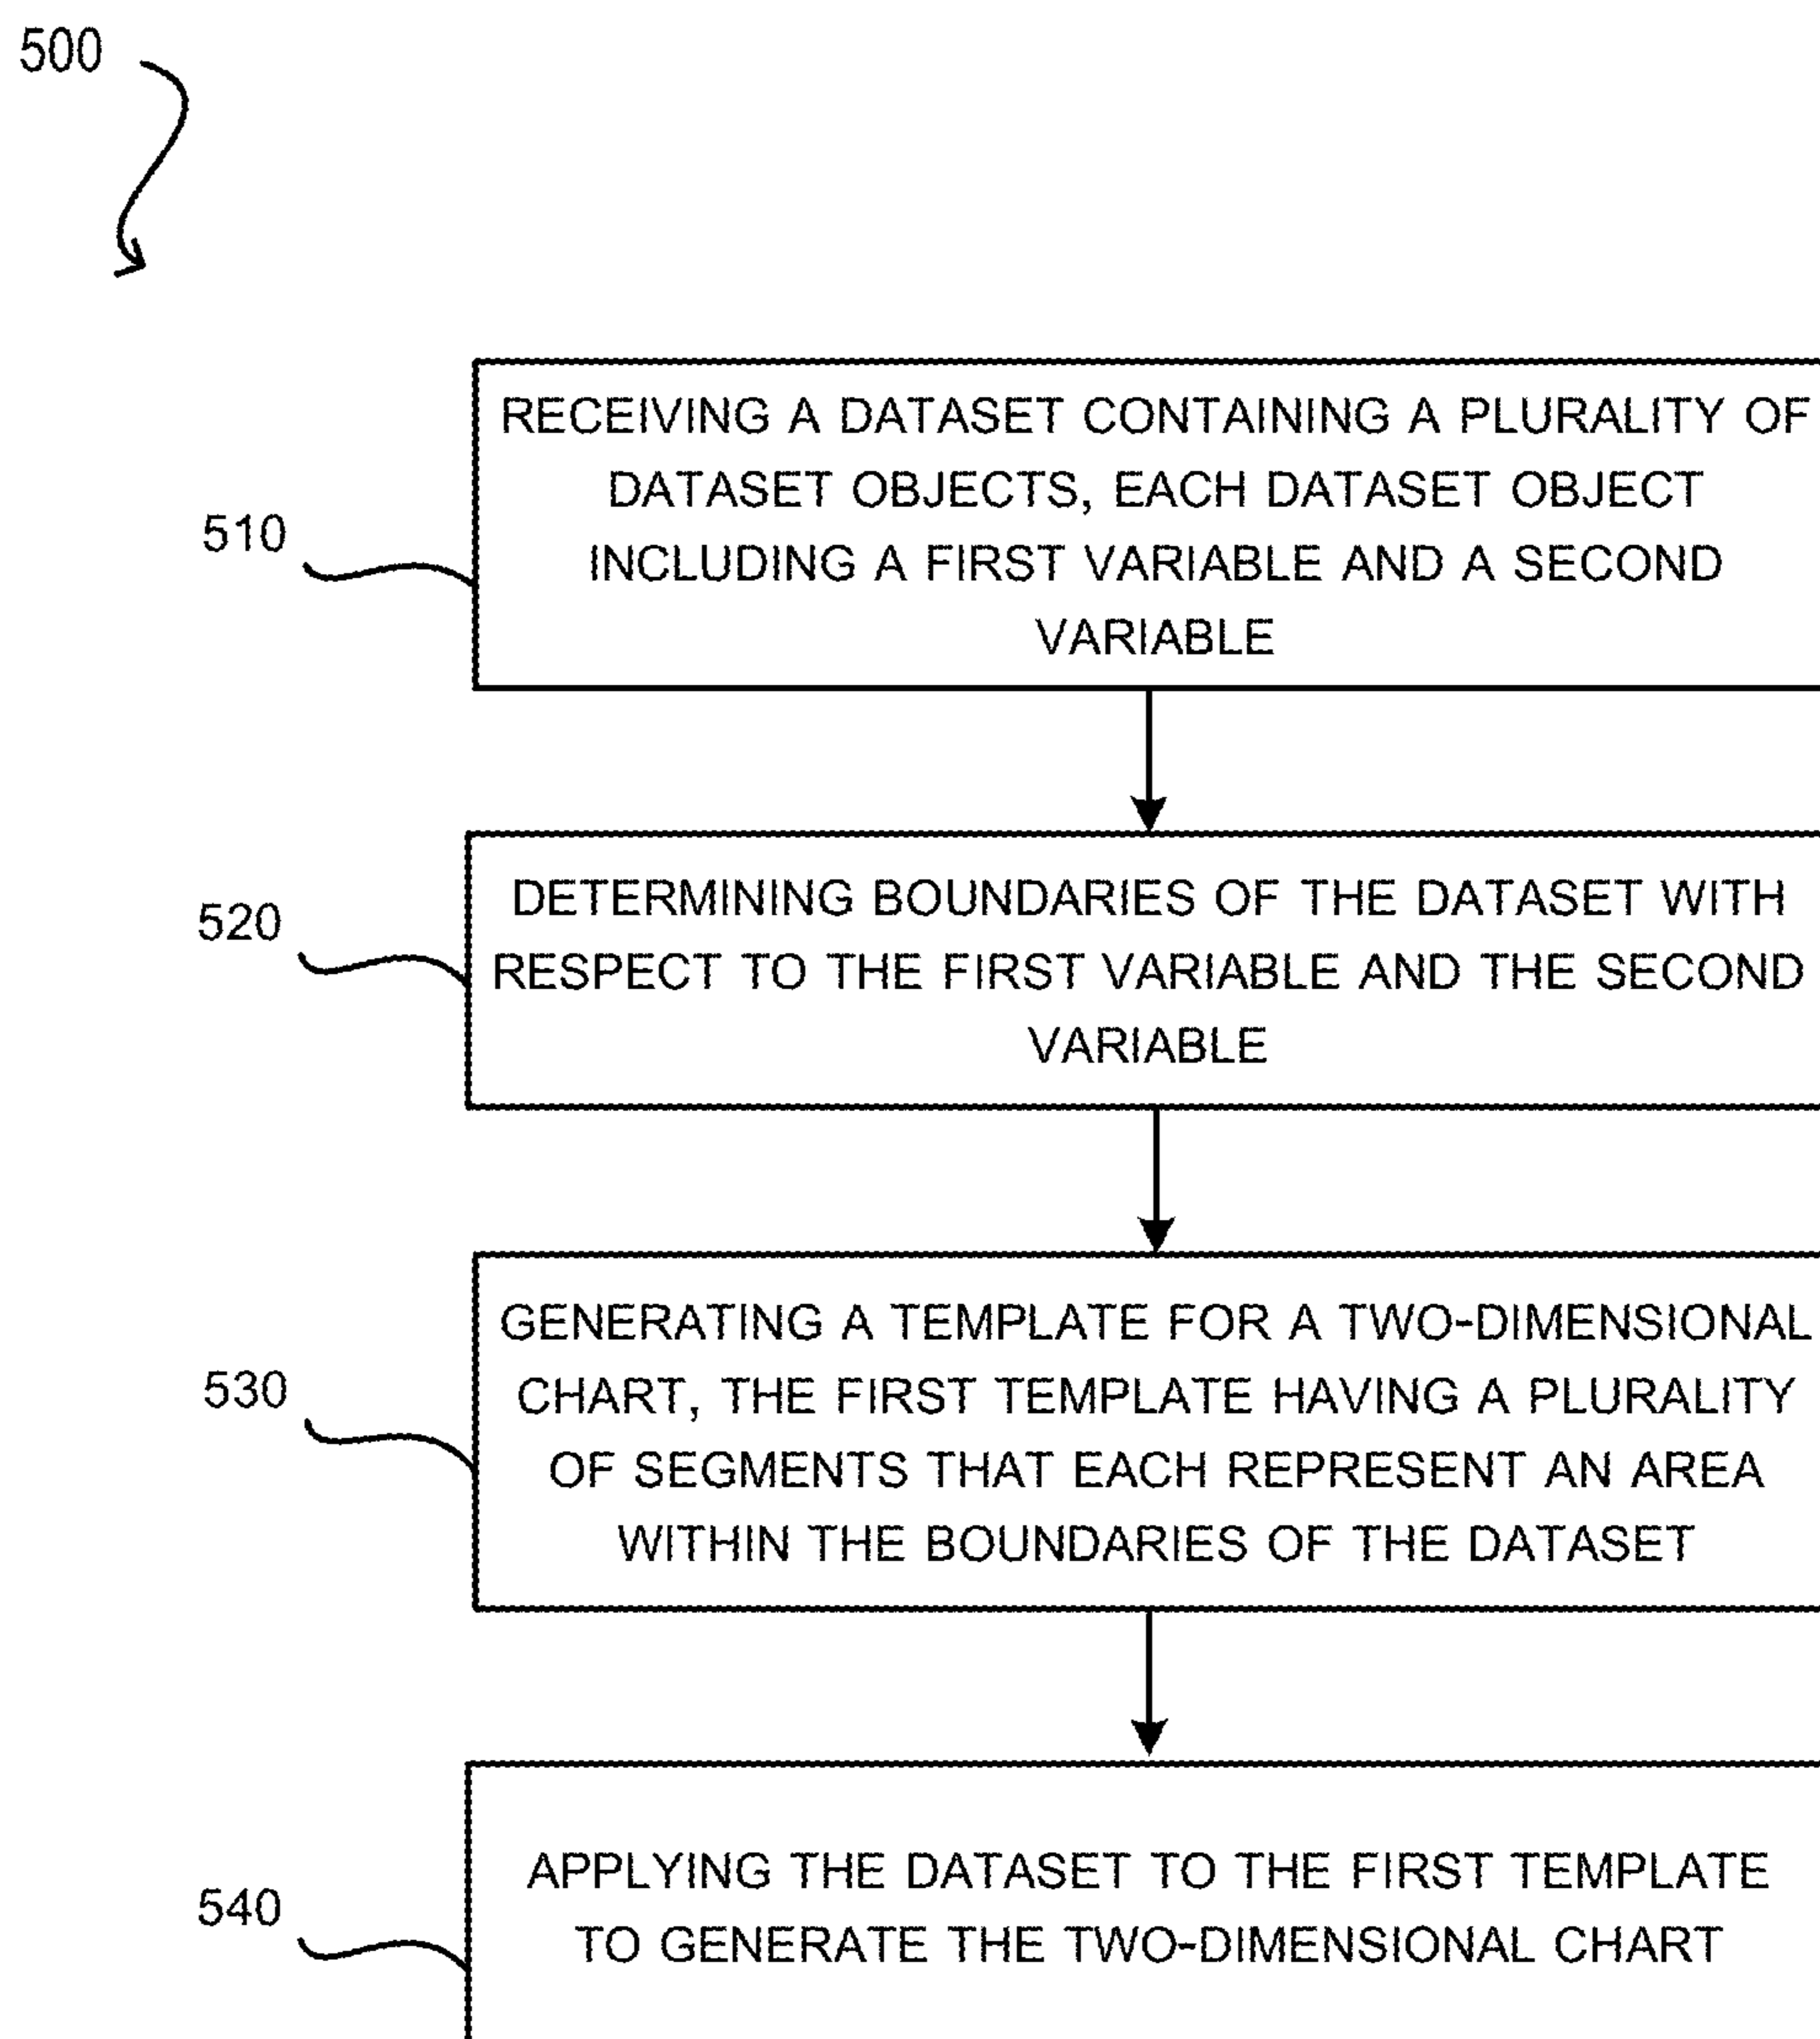 500
510
RECEIVING A DATASET CONTAINING A PLURALITY OF
DATASET OBJECTS, EACH DATASET OBJECT
INCLUDING A FIRST VARIABLE AND A SECOND
VARIABLE
520
DETERMINING BOUNDARIES OF THE DATASET WITH
RESPECT TO THE FIRST VARIABLE AND THE SECOND
VARIABLE
530
GENERATING A TEMPLATE FOR A TWO-DIMENSIONAL
CHART, THE FIRST TEMPLATE HAVING A PLURALITY
OF SEGMENTS THAT EACH REPRESENT AN AREA
WITHIN THE BOUNDARIES OF THE DATASET
540
APPLYING THE DATASET TO THE FIRST TEMPLATE
TO GENERATE THE TWO-DIMENSIONAL CHART